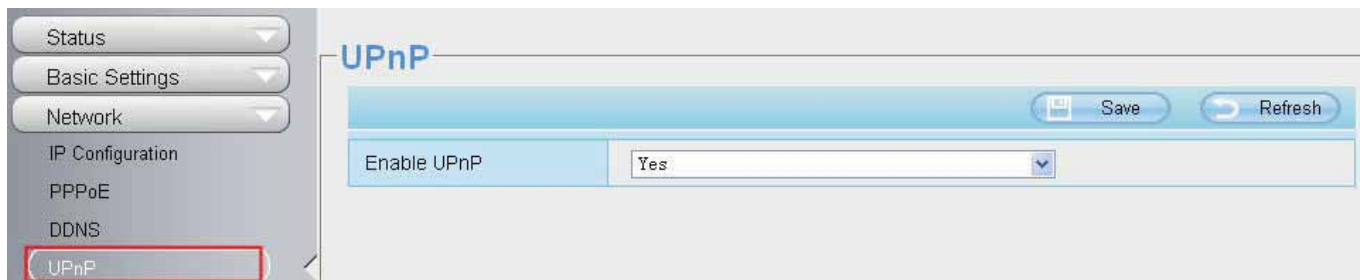 Status
Basic Settings
Network
IP Configuration
PPPoE
DDNS
UPnP
UPnP
Save Refresh
Enable UPnP Yes